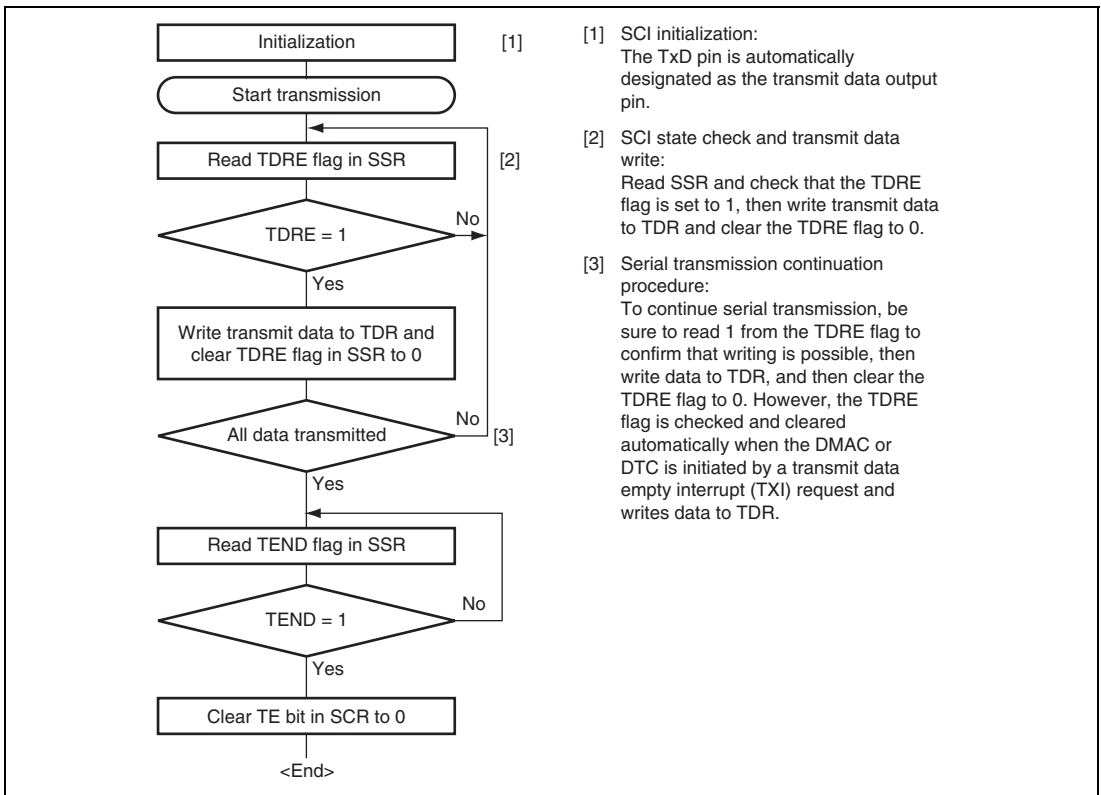 Initialization
[1]
Start transmission
Read TDRE flag in SSR
[2]
No
TDRE = 1
Yes
Write transmit data to TDR and
clear TDRE flag in SSR to 0
No
All data transmitted
[3]
Yes
Read TEND flag in SSR
No
TEND = 1
Yes
Clear TE bit in SCR to 0
<End>
[1] SCI initialization:
The TxD pin is automatically
designated as the transmit data output
pin.
[2] SCI state check and transmit data
write:
Read SSR and check that the TDRE
flag is set to 1, then write transmit data
to TDR and clear the TDRE flag to 0.
[3] Serial transmission continuation
procedure:
To continue serial transmission, be
sure to read 1 from the TDRE flag to
confirm that writing is possible, then
write data to TDR, and then clear the
TDRE flag to 0. However, the TDRE
flag is checked and cleared
automatically when the DMAC or
DTC is initiated by a transmit data
empty interrupt (TXI) request and
writes data to TDR.